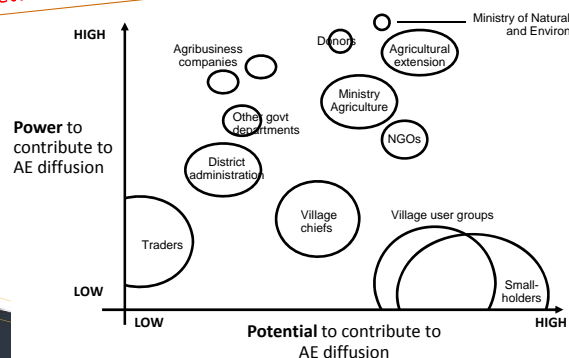 Ministry of Natural
and Environ
HIGH
Donors
Agribusiness
companies
Agricultural
extension
Ministry
Agriculture
Other govt
departments
NGOs
Power to
contribute to
AE diffusion
District
administration
Village
chiefs
Village user groups
Traders
Small-
holders
LOW
LOW
HIGH
Potential to contribute to
AE diffusion